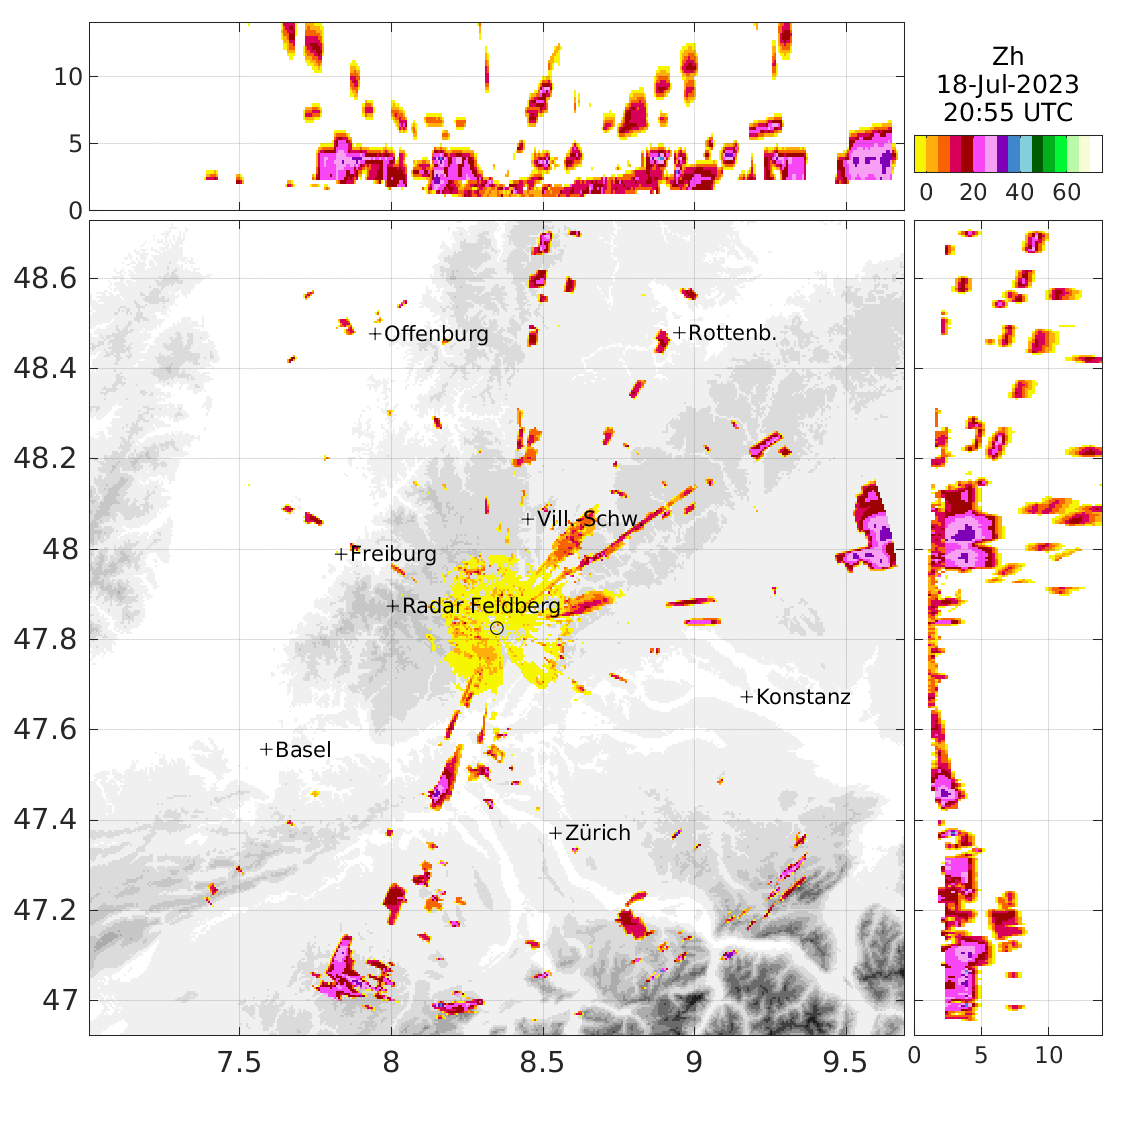 10
5
0
Zh
18-Jul-2023
20:55 UTC
0 20 40 60
48.6
48.4
48.2
48
47.8
47.6
47.4
47.2
47
+Offenburg
+Rottenb.
+Vill.-Schw.
+Freiburg
+Radar Feldberg
+Konstanz
+Basel
+Zürich
7.5 8 8.5 9 9.5
0 5 10